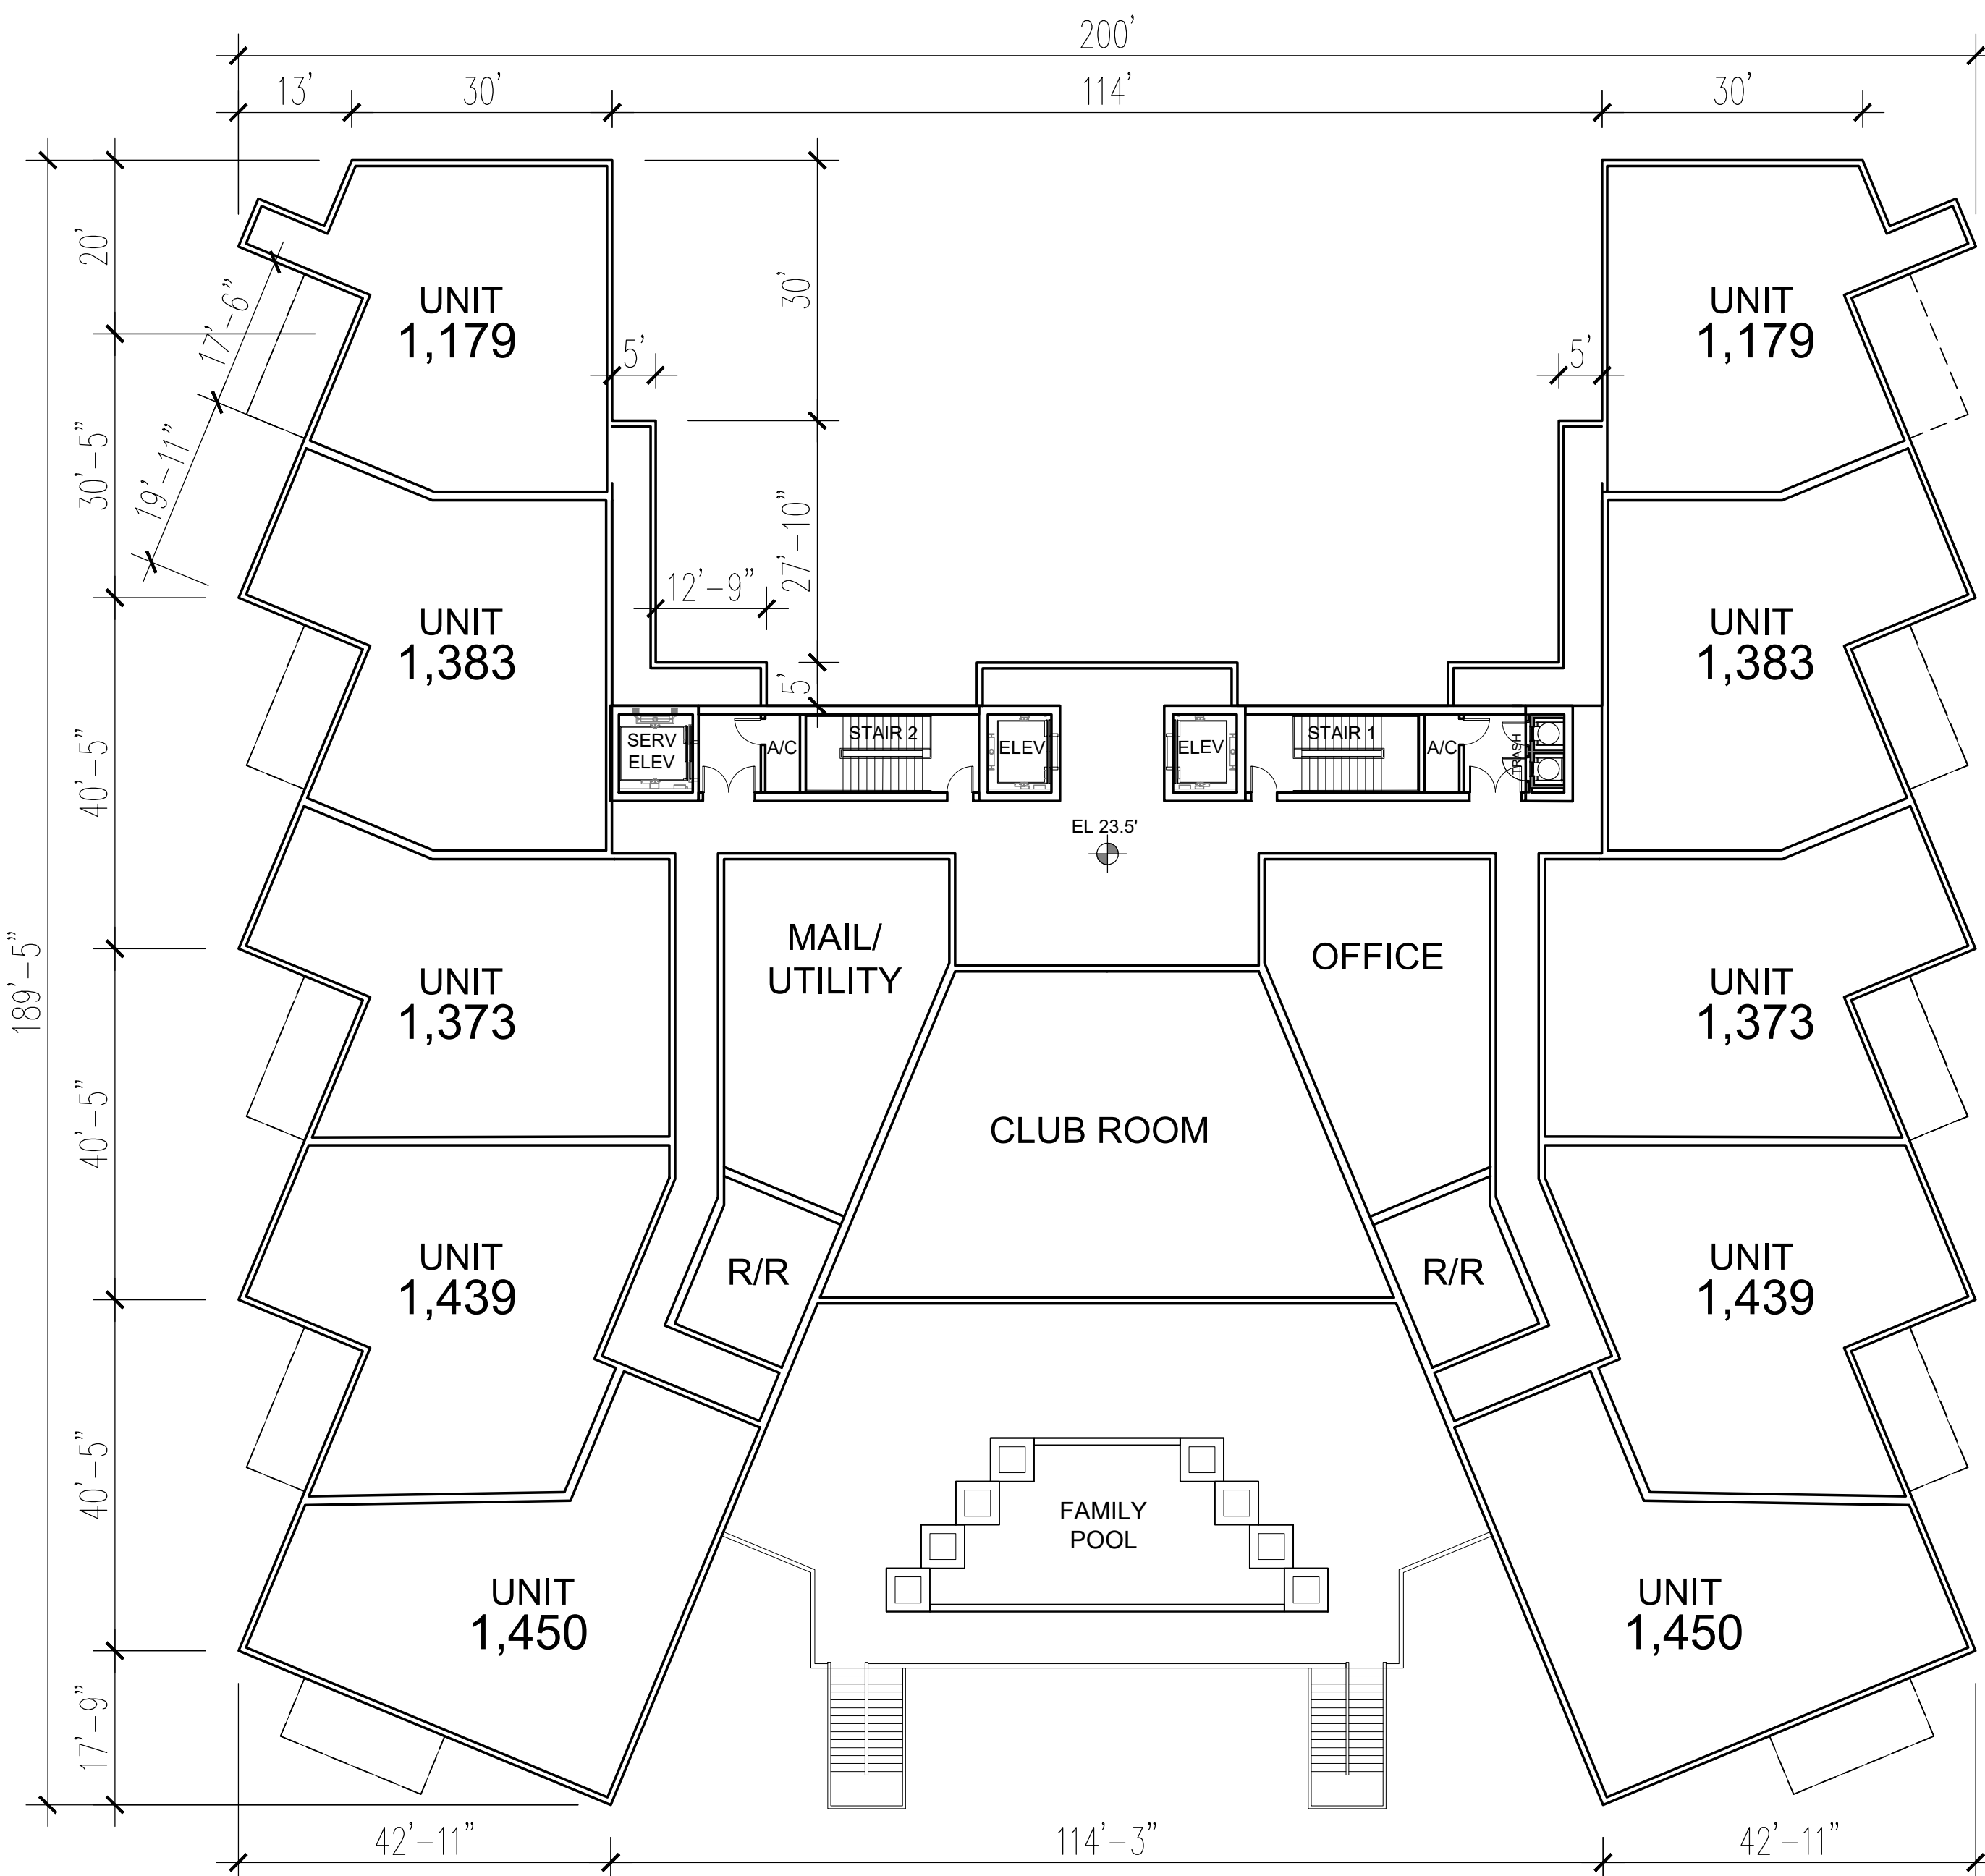 200'
13'
30'
114'
30'
20'
17'-6"
30'
UNIT
1,179
UNIT
1,179
5'
5'
30'-5"
19'-11"
27'-10"
12'-9"
UNIT
1,383
UNIT
1,383
5'
40'-5"
SERV
ELEV
A/C
STAIR 2
ELEV
ELEV
STAIR 1
A/C
TRASH
EL 23.5'
189'-5"
MAIL/
UTILITY
OFFICE
UNIT
1,373
UNIT
1,373
40'-5"
CLUB ROOM
UNIT
1,439
R/R
R/R
UNIT
1,439
40'-5"
FAMILY
POOL
UNIT
1,450
UNIT
1,450
17'-9"
42'-11"
114'-3"
42'-11"